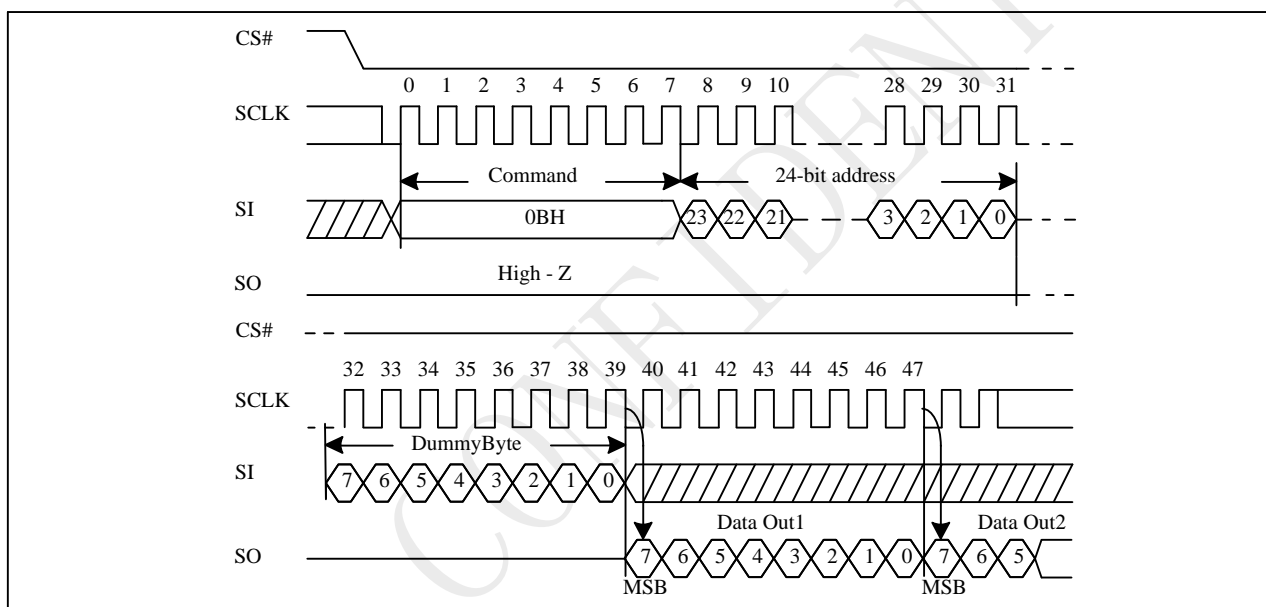 CS#
0 1 2 3 4 5 6 7 8 9 10 28 29 30 31
SCLK
Command 24-bit address
SI 0BH 23 22 21 3 2 1 0
SO High - Z
CS#
32 33 34 35 36 37 38 39 40 41 42 43 44 45 46 47
SCLK
DummyByte
SI 7 6 5 4 3 2 1 0
Data Out1 Data Out2
SO 7 6 5 4 3 2 1 0 7 6 5
MSB MSB
CONFIDENT